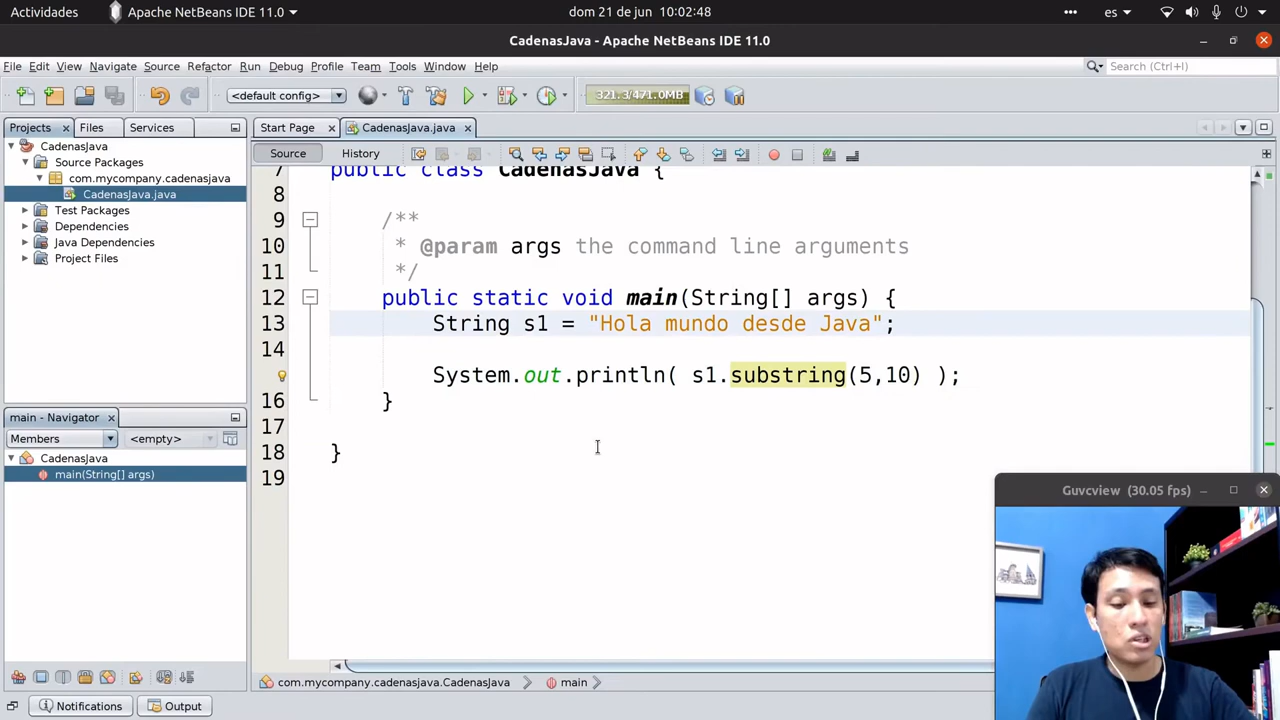 Actividades
Apache NetBeans IDE 11.0
dom 21 de jun 10:02:48
es
CadenasJava - Apache NetBeans IDE 11.0
File Edit View Navigate Source Refactor Run Debug Profile Team Tools Window Help
Search (Ctrl+I)
<default config>
321.3/471.0MB
Projects
Files
Services
Start Page
CadenasJava.java
Source
History
CadenasJava
Source Packages
com.mycompany.cadenasjava
CadenasJava.java
Test Packages
Dependencies
Java Dependencies
Project Files
7 public class CadenasJava {
8
9 /**
10 * @param args the command line arguments
11 */
12 public static void main(String[] args) {
13 String s1 = "Hola mundo desde Java";
14
System.out.println( s1.substring(5,10) );
16 }
17
18 }
19
main - Navigator
Members
<empty>
CadenasJava
main(String[] args)
Guvcview (30.05 fps)
com.mycompany.cadenasjava.CadenasJava
main
Notifications
Output